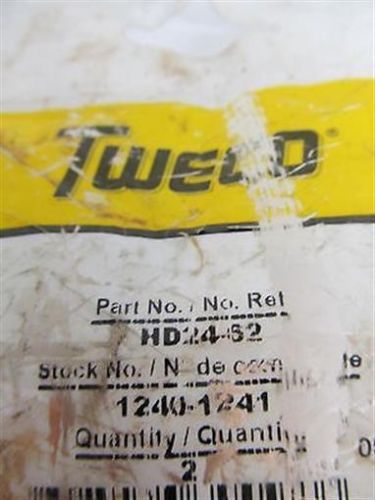 TWECO®
Part No. / No. Ref
HD24-62
Stock No. / N° de
1240-1241
Quantity / Quanti
2